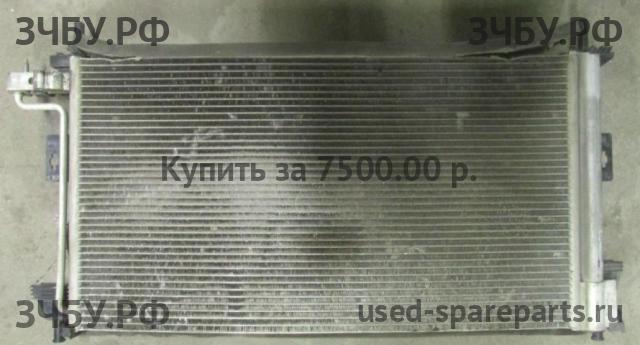 ЗЧБУ.РФ ЗЧБУ.РФ
Купить за 7500.00 р.
ЗЧБУ.РФ used-spareparts.ru